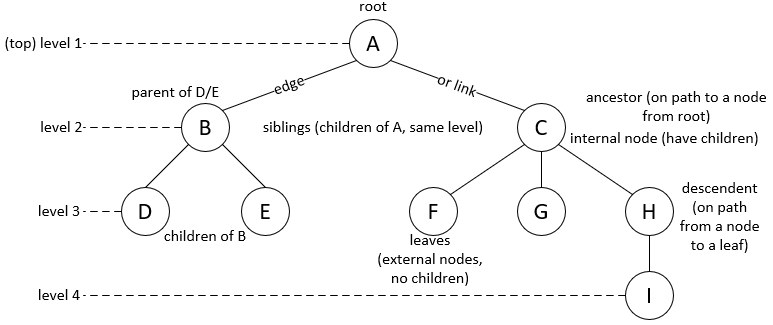 root
(top) level 1
A
edge
or link
parent of D/E
ancestor (on path to a node
from root)
level 2
B
siblings (children of A, same level)
C
internal node (have children)
descendent
(on path
from a node
to a leaf)
level 3
D
E
F
G
H
children of B
leaves
(external nodes,
no children)
level 4
I